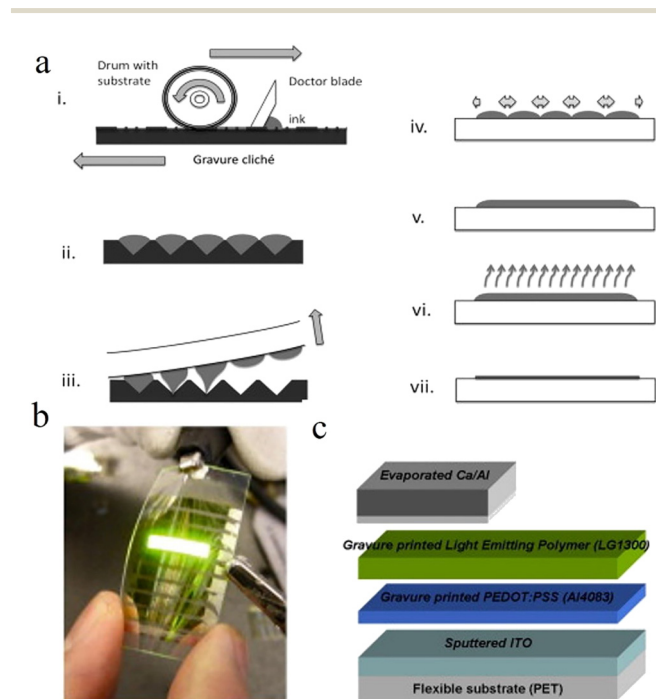 a
i.
Drum with
substrate
Doctor blade
ink
Gravure cliché
ii.
iii.
iv.
v.
vi.
vii.
b
c
Evaporated Ca/Al
Gravure printed Light Emitting Polymer (LG1300)
Gravure printed PEDOT:PSS (AI4083)
Sputtered ITO
Flexible substrate (PET)